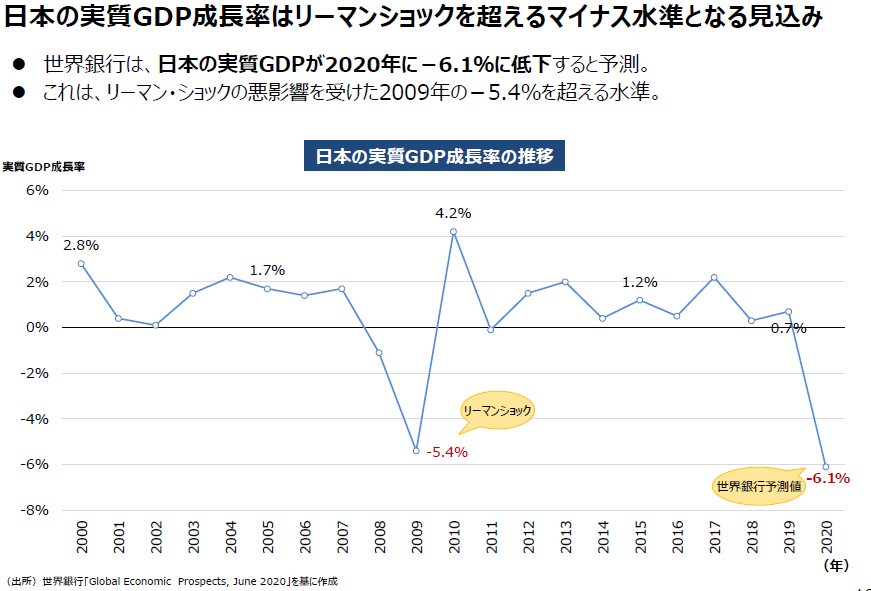 日本の実質GDP成長率はリーマンショックを超えるマイナス水準となる見込み
● 世界銀行は、日本の実質GDPが2020年に－6.1%に低下すると予測。
● これは、リーマン・ショックの悪影響を受けた2009年の－5.4%を超える水準。
日本の実質GDP成長率の推移
実質GDP成長率
6%
4%
2%
0%
-2%
-4%
-6%
-8%
2.8%
1.7%
4.2%
1.2%
0.7%
リーマンショック
-5.4%
世界銀行予測値
-6.1%
2000 2001 2002 2003 2004 2005 2006 2007 2008 2009 2010 2011 2012 2013 2014 2015 2016 2017 2018 2019 2020
(年)
（出所）世界銀行「Global Economic Prospects, June 2020」を基に作成